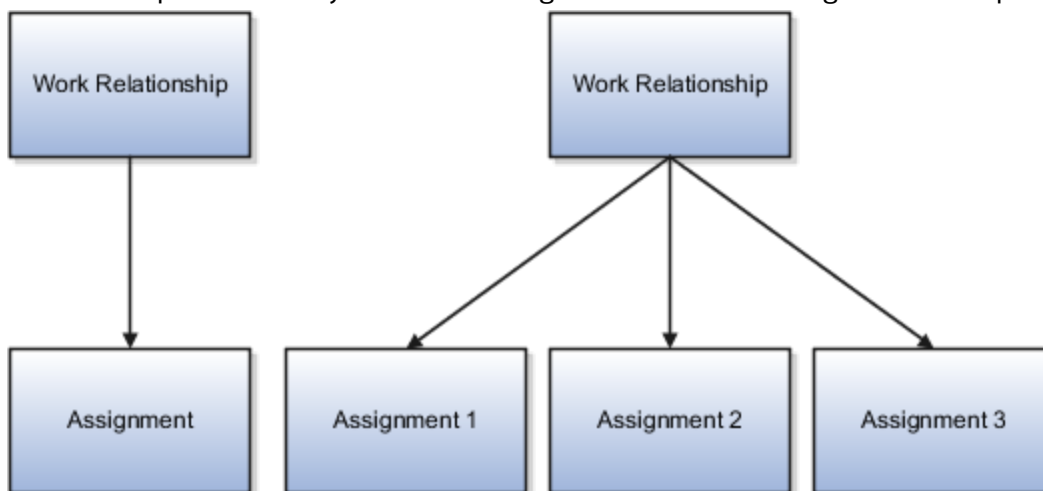 Work Relationship
Work Relationship
Assignment
Assignment 1
Assignment 2
Assignment 3